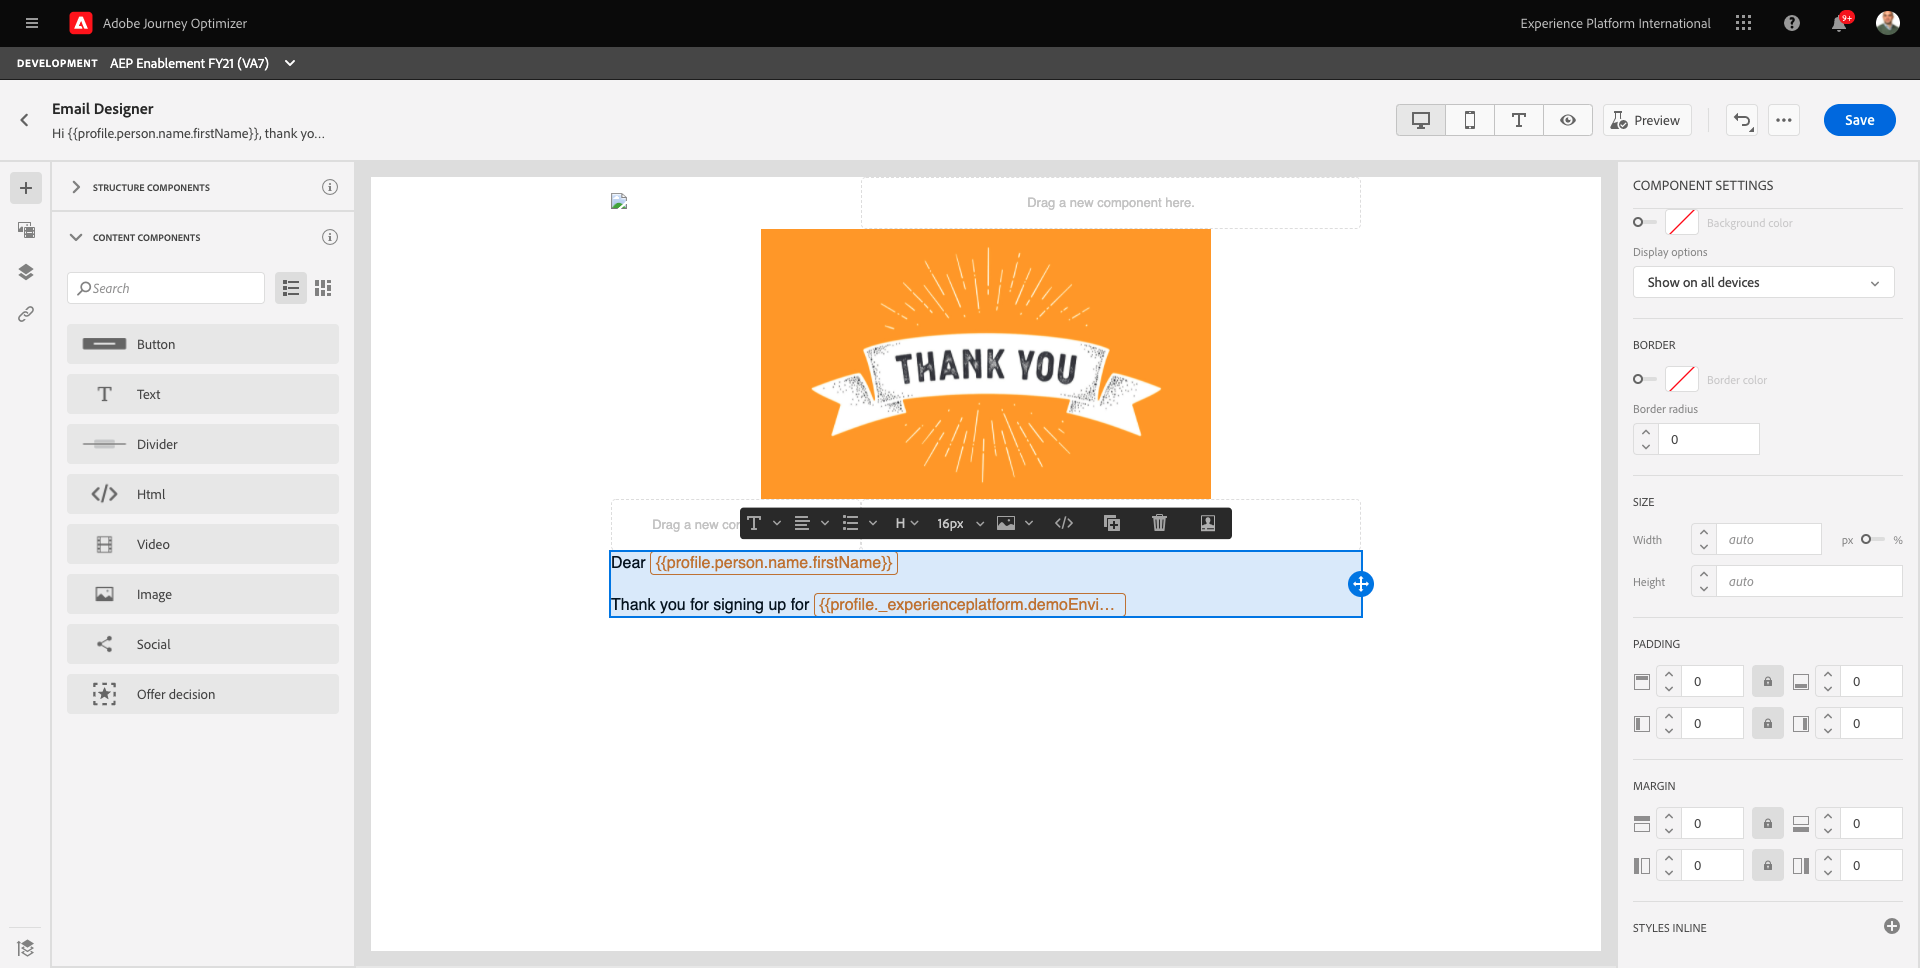 Adobe Journey Optimizer
Experience Platform International
9+
DEVELOPMENT AEP Enablement FY21 (VA7)
Email Designer
Hi {{profile.person.name.firstName}}, thank yo...
Preview
Save
STRUCTURE COMPONENTS
CONTENT COMPONENTS
Search
Button
Text
Divider
Html
Video
Image
Social
Offer decision
Drag a new component here.
THANK YOU
Drag a new con
H
16px
Dear {{profile.person.name.firstName}}
Thank you for signing up for {{profile._experienceplatform.demoEnvi...
COMPONENT SETTINGS
Background color
Display options
Show on all devices
BORDER
Border color
Border radius
0
SIZE
Width auto px %
Height auto
PADDING
0 0
0 0
MARGIN
0 0
0 0
STYLES INLINE